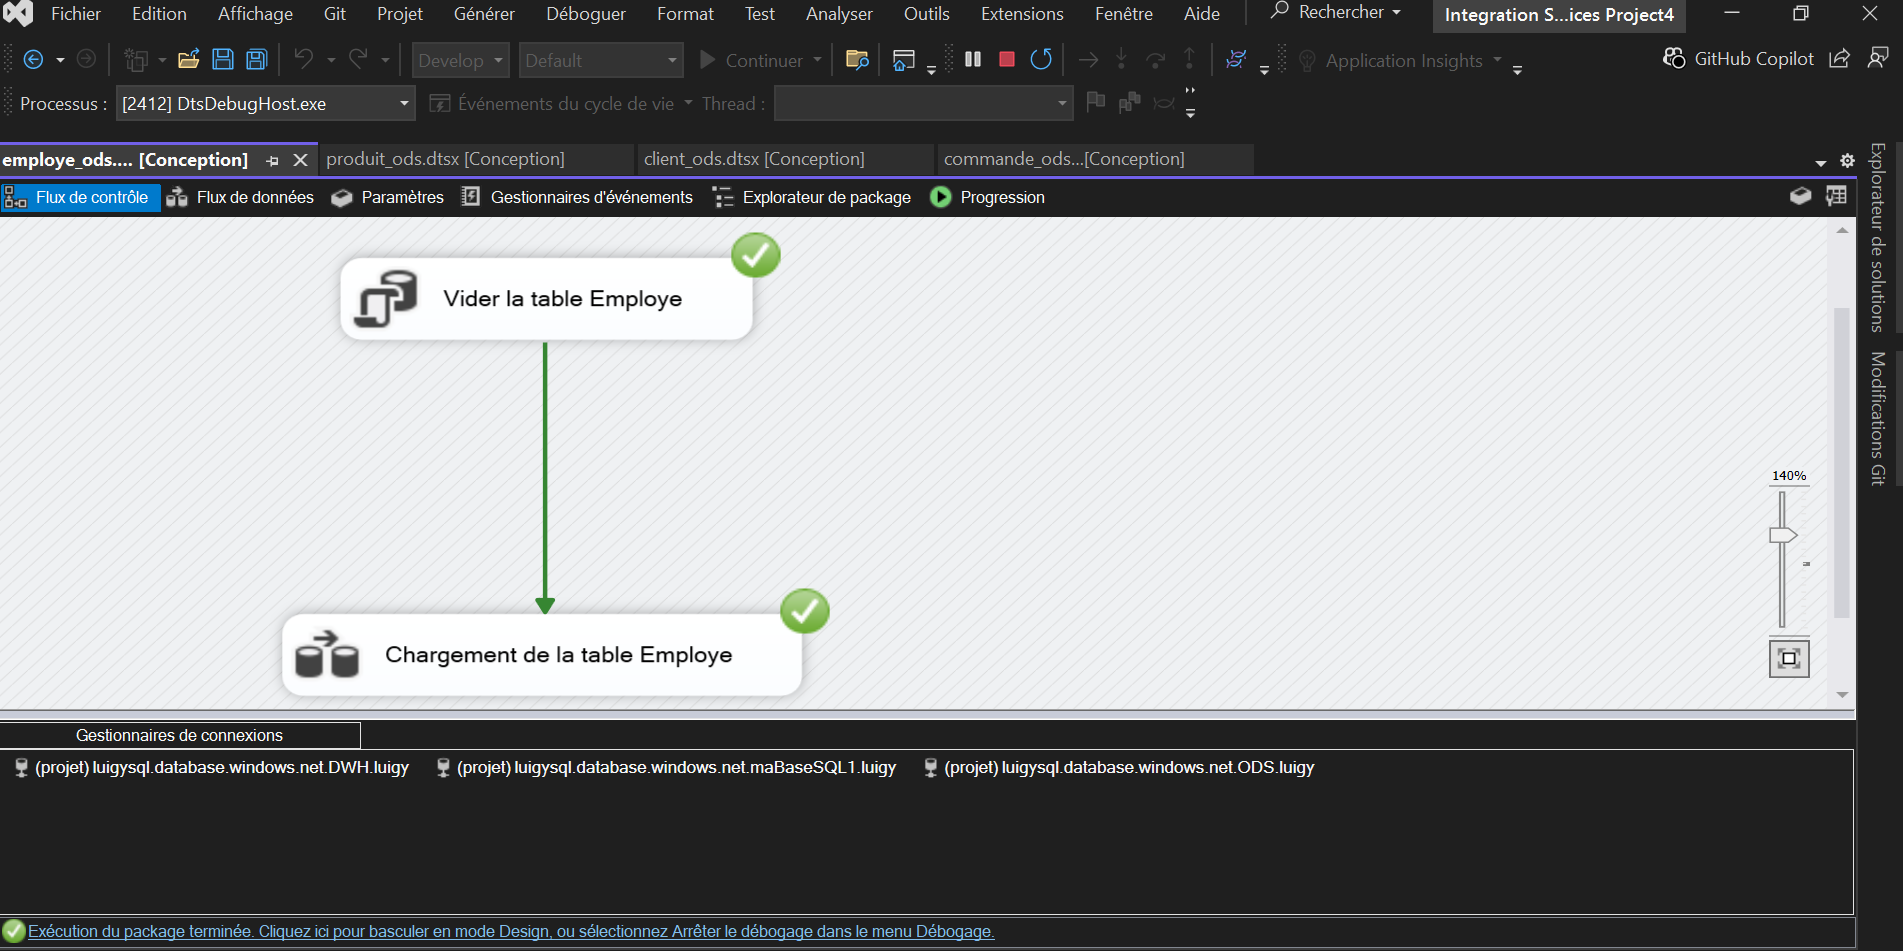 Fichier Edition Affichage Git Projet Générer Déboguer Format Test Analyser Outils Extensions Fenêtre Aide Rechercher Integration S...ices Project4
Develop Default Continuer Application Insights GitHub Copilot
Processus : [2412] DtsDebugHost.exe Événements du cycle de vie Thread :
employe_ods.... [Conception] produit_ods.dtsx [Conception] client_ods.dtsx [Conception] commande_ods...[Conception]
Flux de contrôle Flux de données Paramètres Gestionnaires d'événements Explorateur de package Progression
Explorateur de solutions
Modifications Git
Vider la table Employe
140%
Chargement de la table Employe
Gestionnaires de connexions
(projet) luigysql.database.windows.net.DWH.luigy (projet) luigysql.database.windows.net.maBaseSQL1.luigy (projet) luigysql.database.windows.net.ODS.luigy
Exécution du package terminée. Cliquez ici pour basculer en mode Design, ou sélectionnez Arrêter le débogage dans le menu Débogage.